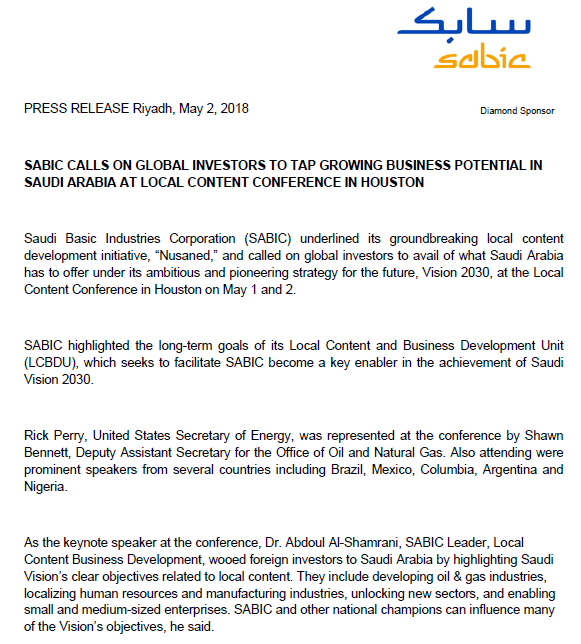 سابك
sabic
PRESS RELEASE Riyadh, May 2, 2018
Diamond Sponsor
SABIC CALLS ON GLOBAL INVESTORS TO TAP GROWING BUSINESS POTENTIAL IN
SAUDI ARABIA AT LOCAL CONTENT CONFERENCE IN HOUSTON
Saudi Basic Industries Corporation (SABIC) underlined its groundbreaking local content
development initiative, “Nusaned,” and called on global investors to avail of what Saudi Arabia
has to offer under its ambitious and pioneering strategy for the future, Vision 2030, at the Local
Content Conference in Houston on May 1 and 2.
SABIC highlighted the long-term goals of its Local Content and Business Development Unit
(LCBDU), which seeks to facilitate SABIC become a key enabler in the achievement of Saudi
Vision 2030.
Rick Perry, United States Secretary of Energy, was represented at the conference by Shawn
Bennett, Deputy Assistant Secretary for the Office of Oil and Natural Gas. Also attending were
prominent speakers from several countries including Brazil, Mexico, Columbia, Argentina and
Nigeria.
As the keynote speaker at the conference, Dr. Abdoul Al-Shamrani, SABIC Leader, Local
Content Business Development, wooed foreign investors to Saudi Arabia by highlighting Saudi
Vision’s clear objectives related to local content. They include developing oil & gas industries,
localizing human resources and manufacturing industries, unlocking new sectors, and enabling
small and medium-sized enterprises. SABIC and other national champions can influence many
of the Vision’s objectives, he said.